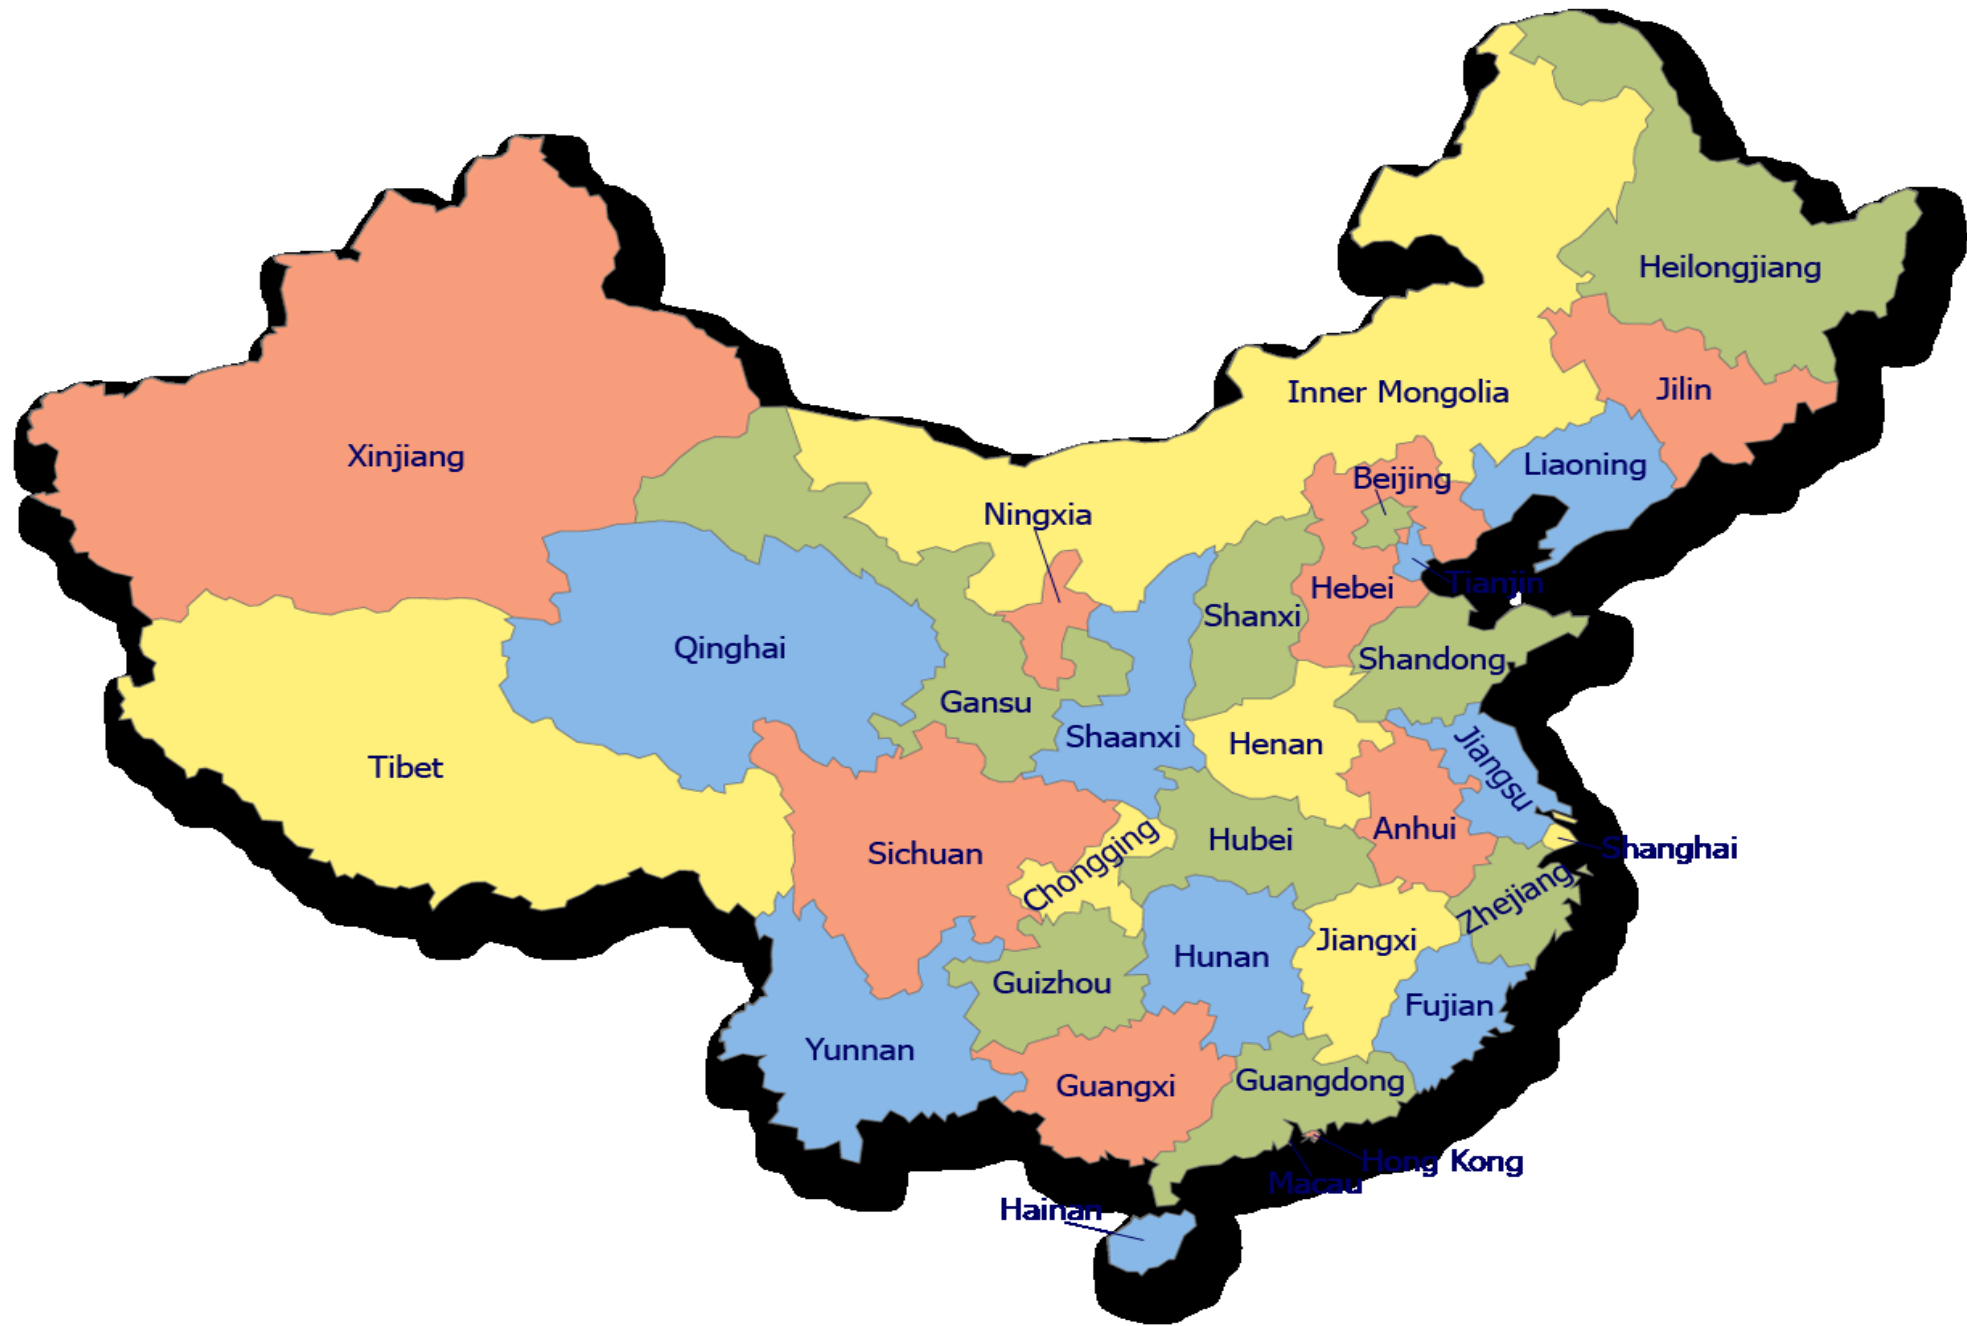 Heilongjiang
Jilin
Inner Mongolia
Xinjiang
Liaoning
Beijing
Ningxia
Tianjin
Hebei
Shanxi
Qinghai
Shandong
Gansu
Shaanxi
Henan
Jiangsu
Tibet
Anhui
Hubei
Shanghai
Sichuan
Chongqing
Zhejiang
Jiangxi
Hunan
Guizhou
Fujian
Yunnan
Guangdong
Guangxi
Hong Kong
Macau
Hainan